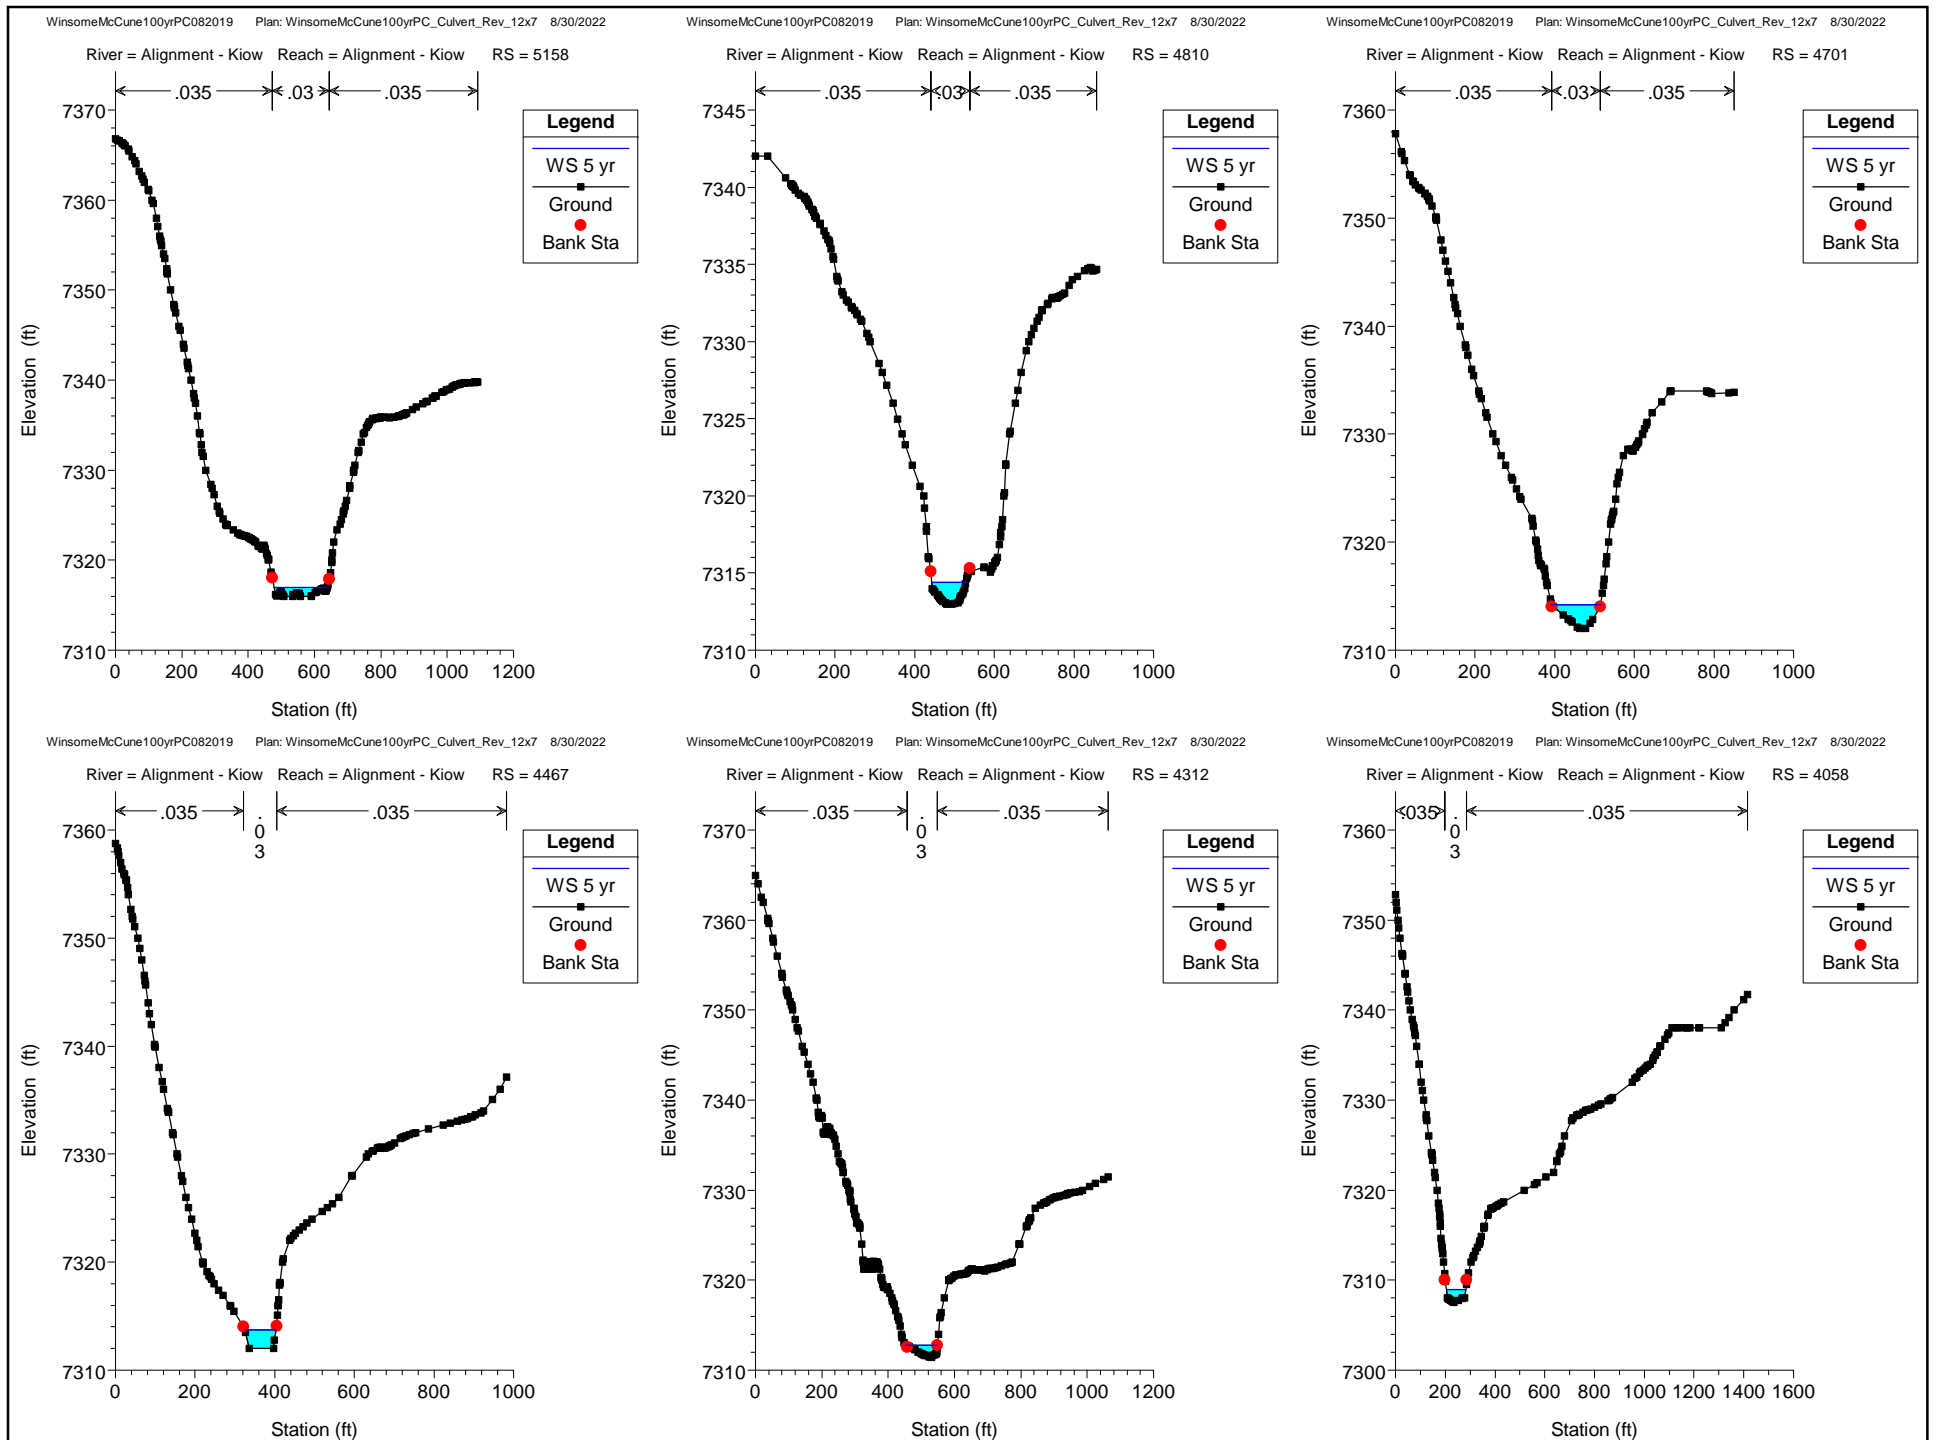 WinsomeMcCune100yrPC082019 Plan: WinsomeMcCune100yrPC_Culvert_Rev_12x7 8/30/2022
River = Alignment - Kiow Reach = Alignment - Kiow RS = 5158
.035 .03 .035
Legend
WS 5 yr
Ground
Bank Sta
7370
7360
7350
7340
7330
7320
7310
Elevation (ft)
0 200 400 600 800 1000 1200
Station (ft)
WinsomeMcCune100yrPC082019 Plan: WinsomeMcCune100yrPC_Culvert_Rev_12x7 8/30/2022
River = Alignment - Kiow Reach = Alignment - Kiow RS = 4810
.035 .03 .035
Legend
WS 5 yr
Ground
Bank Sta
7345
7340
7335
7330
7325
7320
7315
7310
Elevation (ft)
0 200 400 600 800 1000
Station (ft)
WinsomeMcCune100yrPC082019 Plan: WinsomeMcCune100yrPC_Culvert_Rev_12x7 8/30/2022
River = Alignment - Kiow Reach = Alignment - Kiow RS = 4701
.035 .03 .035
Legend
WS 5 yr
Ground
Bank Sta
7360
7350
7340
7330
7320
7310
Elevation (ft)
0 200 400 600 800 1000
Station (ft)
WinsomeMcCune100yrPC082019 Plan: WinsomeMcCune100yrPC_Culvert_Rev_12x7 8/30/2022
River = Alignment - Kiow Reach = Alignment - Kiow RS = 4467
.035 .03 .035
Legend
WS 5 yr
Ground
Bank Sta
7360
7350
7340
7330
7320
7310
Elevation (ft)
0 200 400 600 800 1000
Station (ft)
WinsomeMcCune100yrPC082019 Plan: WinsomeMcCune100yrPC_Culvert_Rev_12x7 8/30/2022
River = Alignment - Kiow Reach = Alignment - Kiow RS = 4312
.035 .03 .035
Legend
WS 5 yr
Ground
Bank Sta
7370
7360
7350
7340
7330
7320
7310
Elevation (ft)
0 200 400 600 800 1000 1200
Station (ft)
WinsomeMcCune100yrPC082019 Plan: WinsomeMcCune100yrPC_Culvert_Rev_12x7 8/30/2022
River = Alignment - Kiow Reach = Alignment - Kiow RS = 4058
.035 .03 .035
Legend
WS 5 yr
Ground
Bank Sta
7360
7350
7340
7330
7320
7310
7300
Elevation (ft)
0 200 400 600 800 1000 1200 1400 1600
Station (ft)